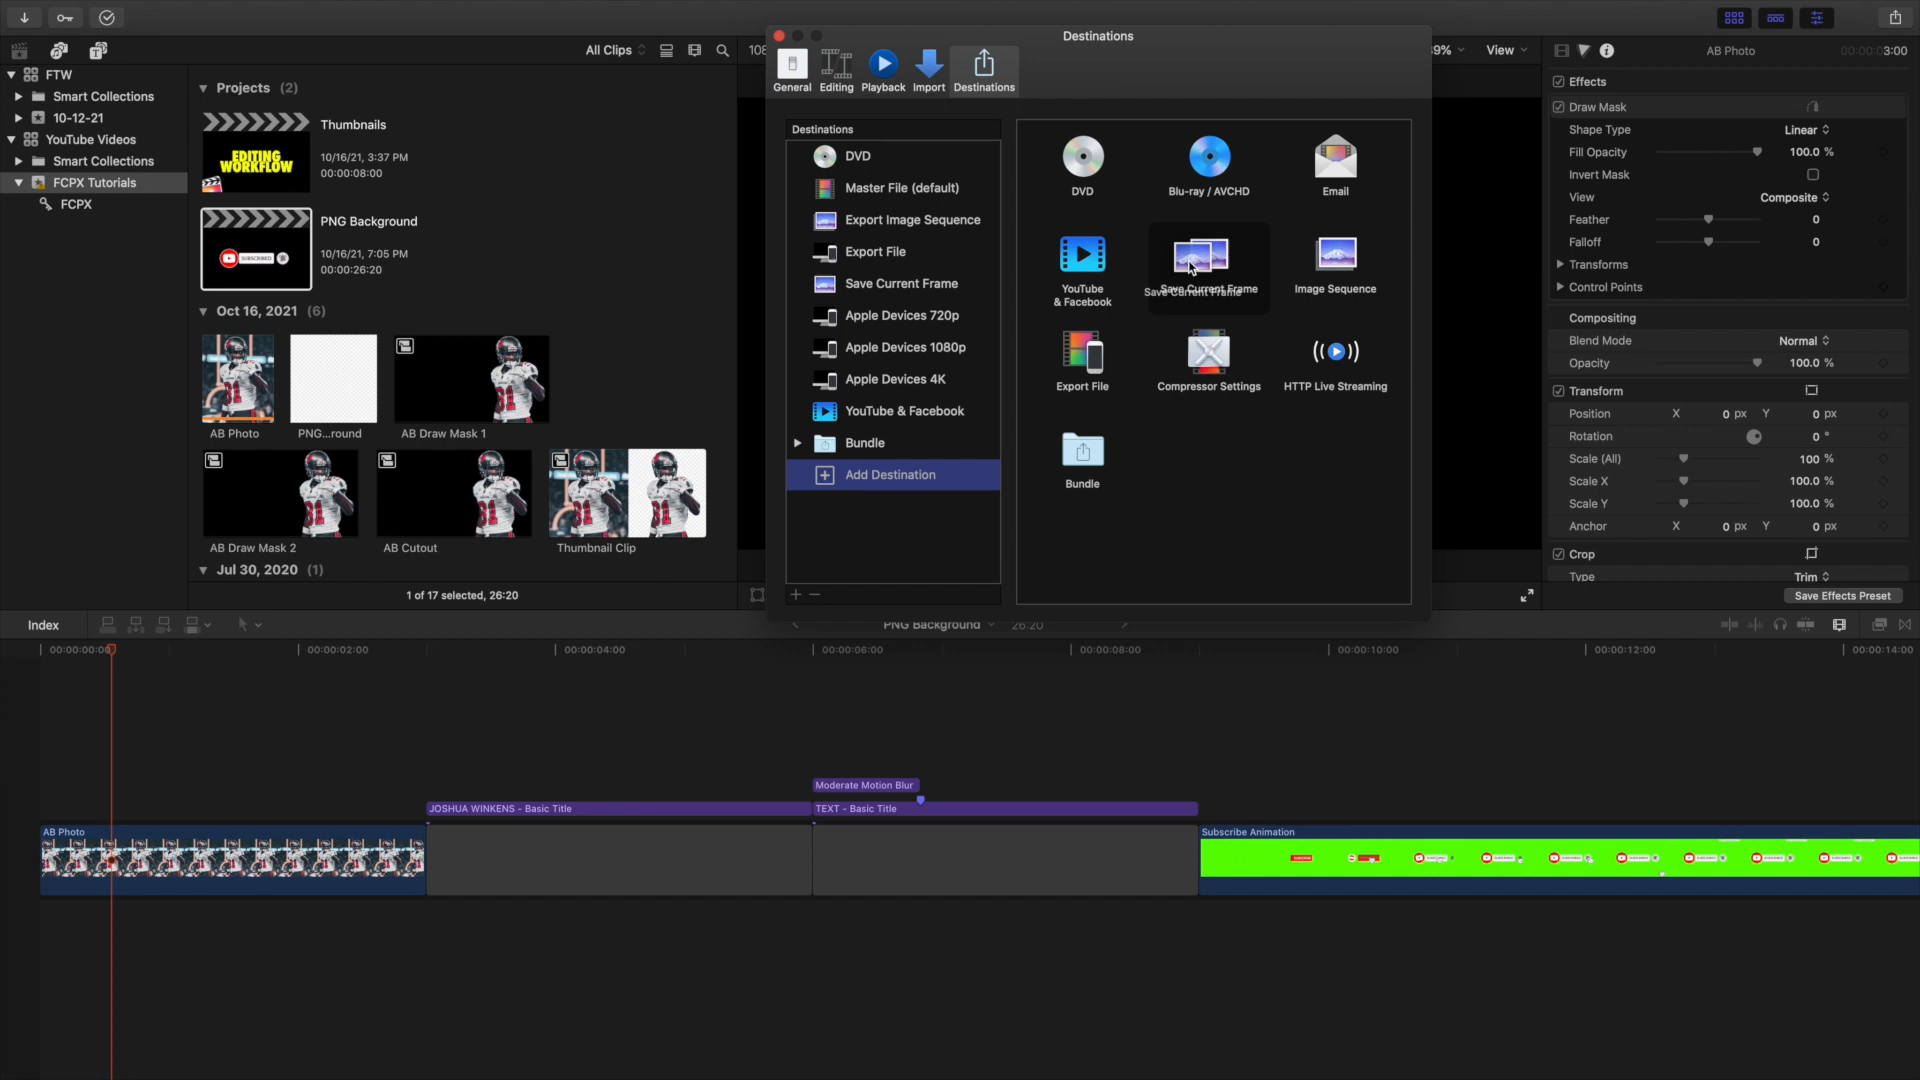 Destinations
All Clips
108
9%
View
AB Photo
00:00:03:00
General
Editing
Playback
Import
Destinations
FTW
Smart Collections
10-12-21
YouTube Videos
Smart Collections
FCPX Tutorials
FCPX
Projects (2)
Thumbnails
EDITING
WORKFLOW
10/16/21, 3:37 PM
00:00:08:00
PNG Background
SUBSCRIBED
10/16/21, 7:05 PM
00:00:26:20
Oct 16, 2021 (6)
AB Photo
PNG...round
AB Draw Mask 1
AB Draw Mask 2
AB Cutout
Thumbnail Clip
Jul 30, 2020 (1)
1 of 17 selected, 26:20
Destinations
DVD
Master File (default)
Export Image Sequence
Export File
Save Current Frame
Apple Devices 720p
Apple Devices 1080p
Apple Devices 4K
YouTube & Facebook
Bundle
Add Destination
DVD
Blu-ray / AVCHD
Email
YouTube
& Facebook
Save Current Frame
Save Current Frame
Image Sequence
Export File
Compressor Settings
HTTP Live Streaming
Bundle
Effects
Draw Mask
Shape Type Linear
Fill Opacity 100.0 %
Invert Mask
View Composite
Feather 0
Falloff 0
Transforms
Control Points
Compositing
Blend Mode Normal
Opacity 100.0 %
Transform
Position X 0 px Y 0 px
Rotation 0 °
Scale (All) 100 %
Scale X 100.0 %
Scale Y 100.0 %
Anchor X 0 px Y 0 px
Crop
Type Trim
Save Effects Preset
Index
PNG Background
26:20
00:00:00:00
00:00:02:00
00:00:04:00
00:00:06:00
00:00:08:00
00:00:10:00
00:00:12:00
00:00:14:00
Moderate Motion Blur
JOSHUA WINKENS - Basic Title
TEXT - Basic Title
AB Photo
Subscribe Animation